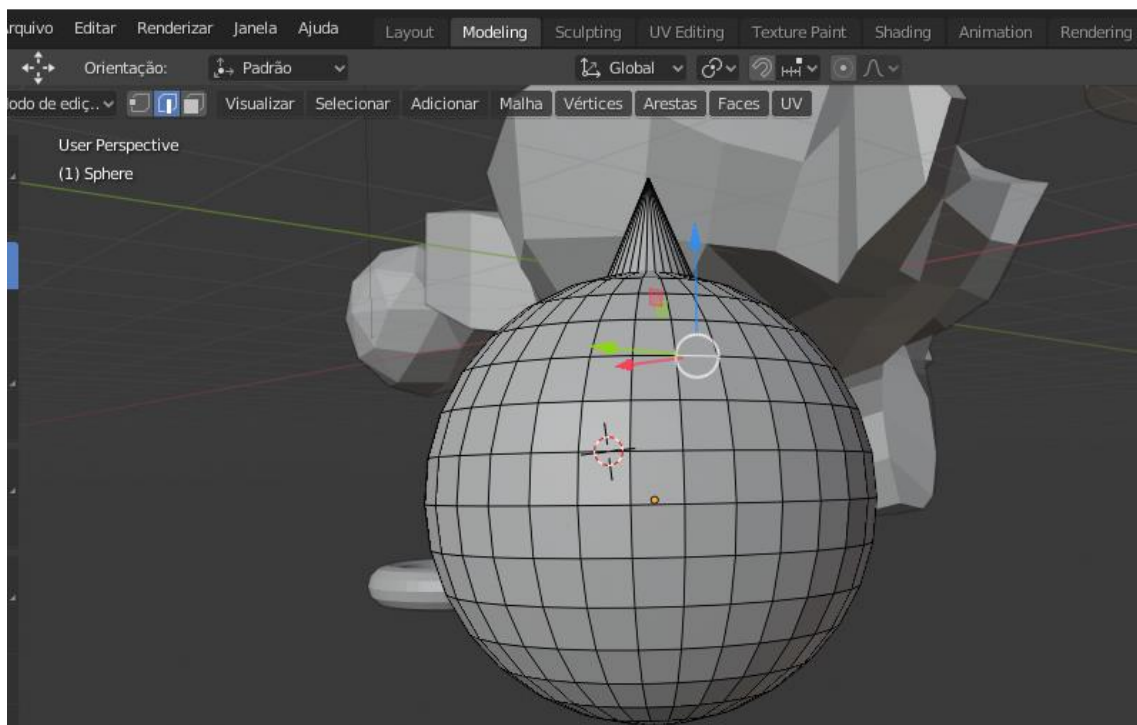 rquivo Editar Renderizar Janela Ajuda Layout Modeling Sculpting UV Editing Texture Paint Shading Animation Rendering
Orientação: Padrão Global
odo de ediç.. Visualizar Selecionar Adicionar Malha Vértices Arestas Faces UV
User Perspective
(1) Sphere